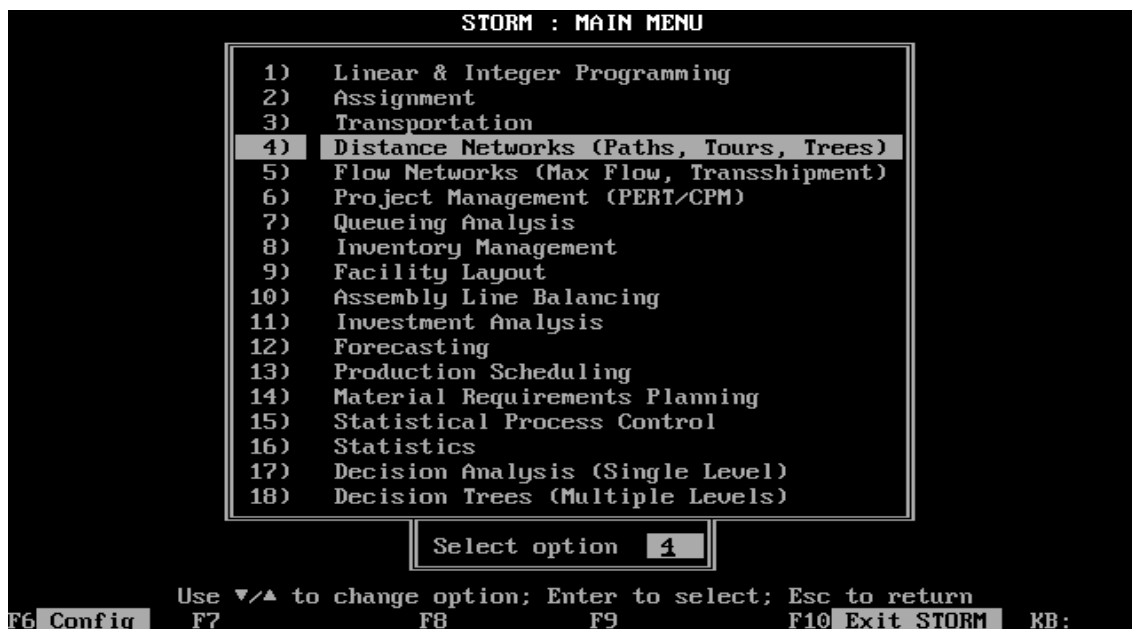 STORM : MAIN MENU
1) Linear & Integer Programming
2) Assignment
3) Transportation
4) Distance Networks (Paths, Tours, Trees)
5) Flow Networks (Max Flow, Transshipment)
6) Project Management (PERT/CPM)
7) Queueing Analysis
8) Inventory Management
9) Facility Layout
10) Assembly Line Balancing
11) Investment Analysis
12) Forecasting
13) Production Scheduling
14) Material Requirements Planning
15) Statistical Process Control
16) Statistics
17) Decision Analysis (Single Level)
18) Decision Trees (Multiple Levels)
Select option 4
Use ▼/▲ to change option; Enter to select; Esc to return
F6 Config F7 F8 F9 F10 Exit STORM KB: